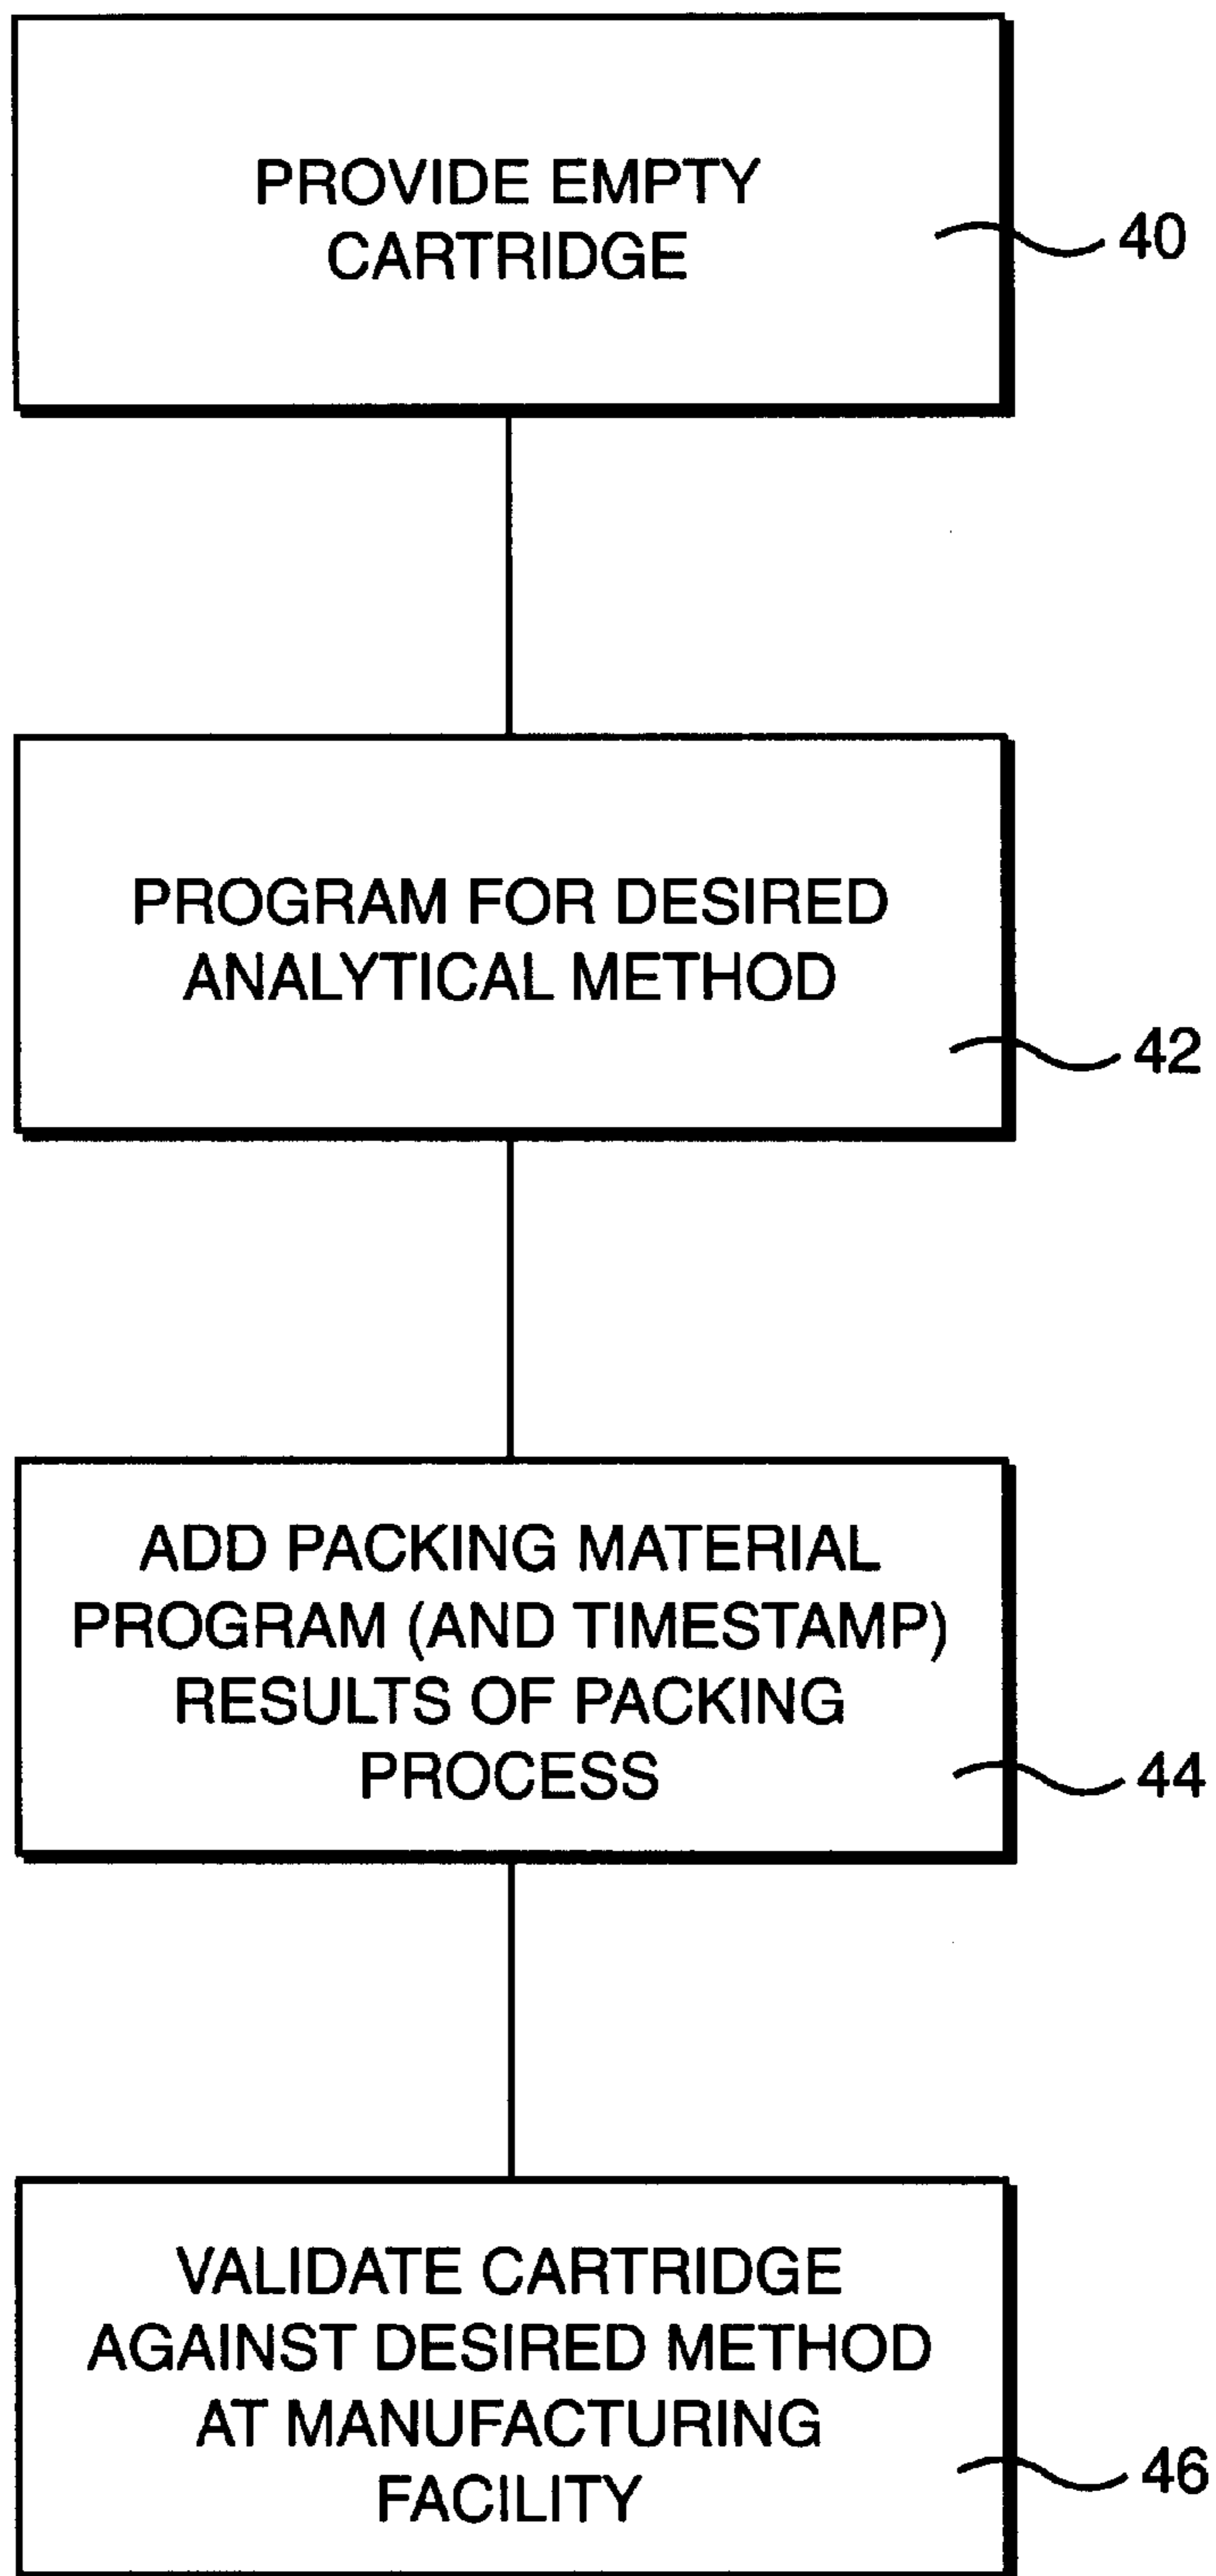 PROVIDE EMPTY
CARTRIDGE
40
PROGRAM FOR DESIRED
ANALYTICAL METHOD
42
ADD PACKING MATERIAL
PROGRAM (AND TIMESTAMP)
RESULTS OF PACKING
PROCESS
44
VALIDATE CARTRIDGE
AGAINST DESIRED METHOD
AT MANUFACTURING
FACILITY
46